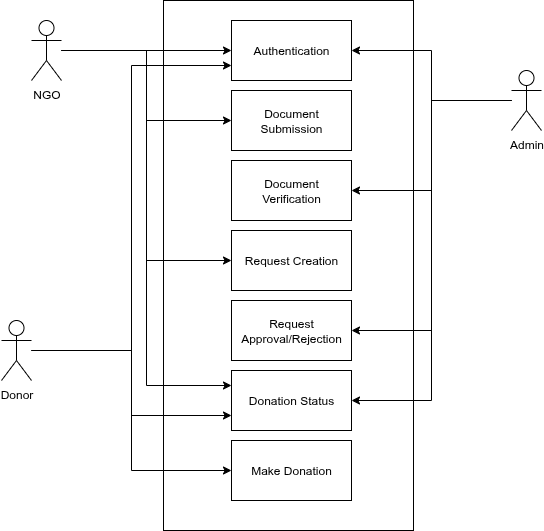 NGO
Authentication
Document
Submission
Admin
Document
Verification
Request Creation
Request
Approval/Rejection
Donor
Donation Status
Make Donation